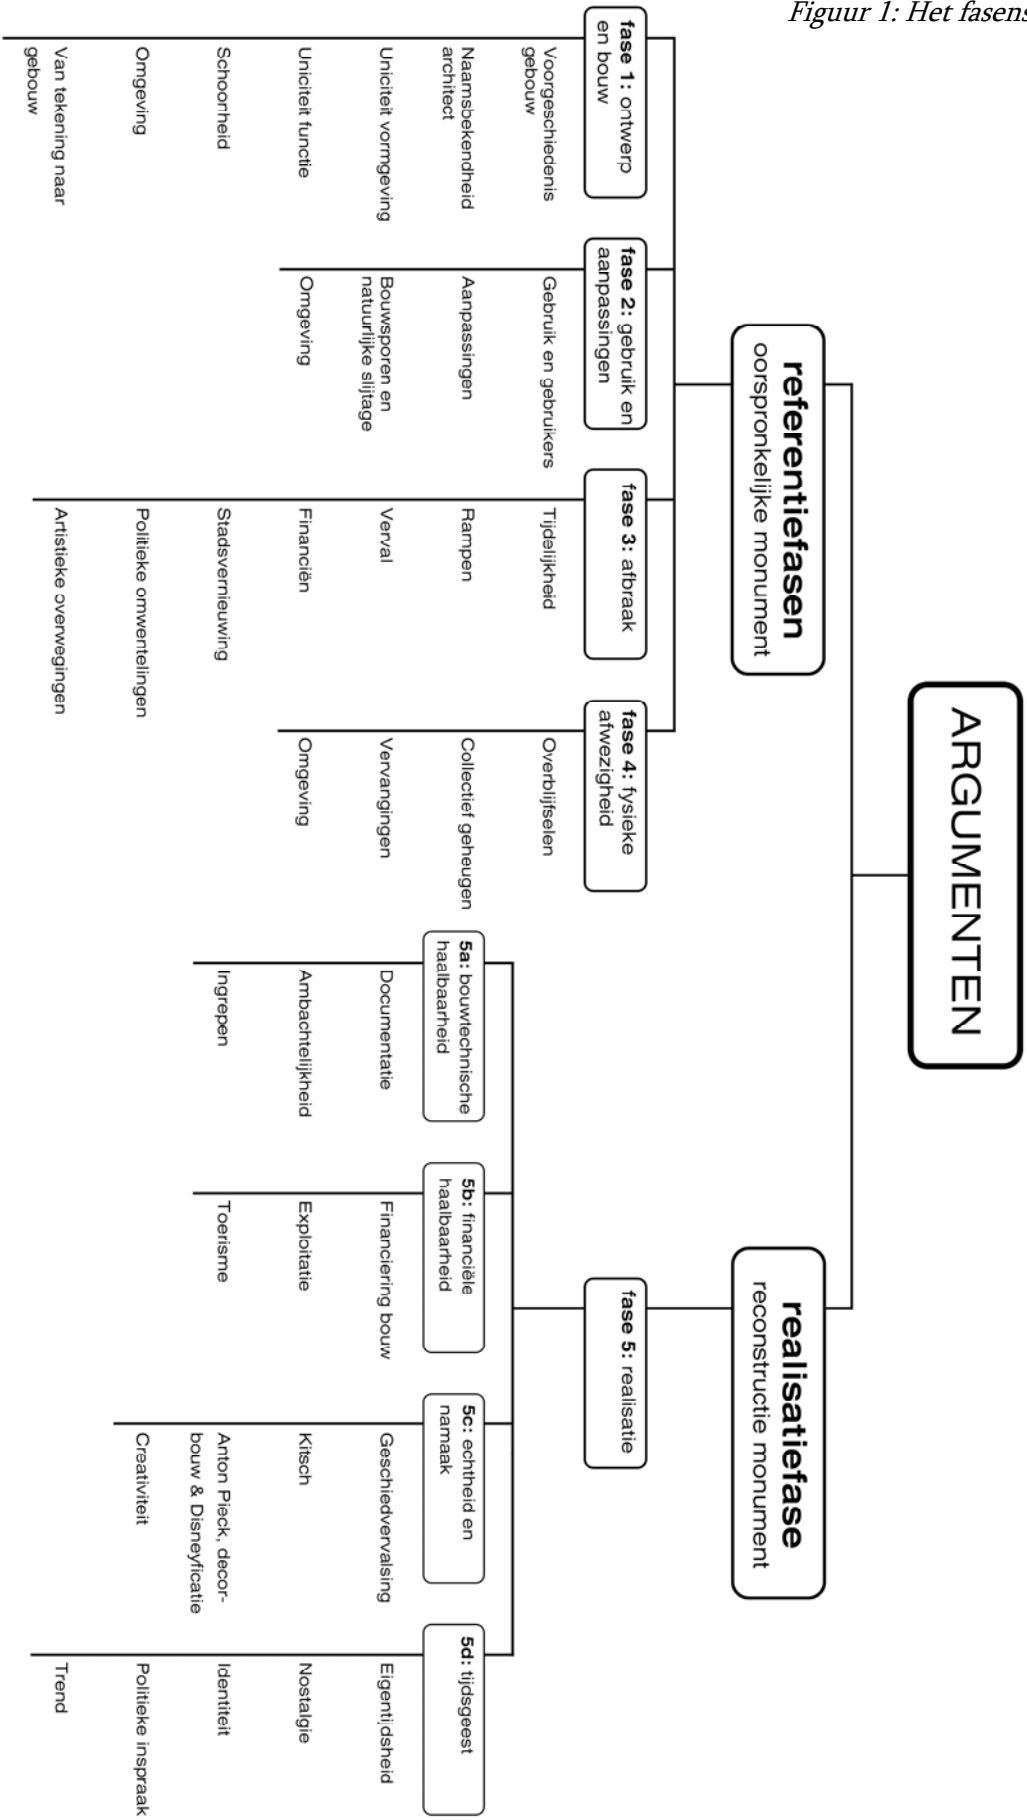 Figuur 1: Het fasens
ARGUMENTEN
referentiefasen
oorspronkelijke monument
realisatiefase
reconstructie monument
fase 1: ontwerp
en bouw
Voorgeschiedenis
gebouw
Naamsbekendheid
architect
Uniciteit vormgeving
Uniciteit functie
Schoonheid
Omgeving
Van tekening naar
gebouw
fase 2: gebruik en
aanpassingen
Gebruik en gebruikers
Aanpassingen
Bouwsporen en
natuurlijke slijtage
Omgeving
fase 3: afbraak
Tijdelijkheid
Rampen
Verval
Financiën
Stadsvernieuwing
Politieke omwentelingen
Artistieke overwegingen
fase 4: fysieke
afwezigheid
Overblijfselen
Collectief geheugen
Vervangingen
Omgeving
fase 5: realisatie
5a: bouwtechnische
haalbaarheid
Documentatie
Ambachtelijkheid
Ingrepen
5b: financiële
haalbaarheid
Financiering bouw
Exploitatie
Toerisme
5c: echtheid en
namaak
Geschiedvervalsing
Kitsch
Anton Pieck, decor-
bouw & Disneyficatie
Creativiteit
5d: tijdsgeest
Eigentijdsheid
Nostalgie
Identiteit
Politieke inspraak
Trend